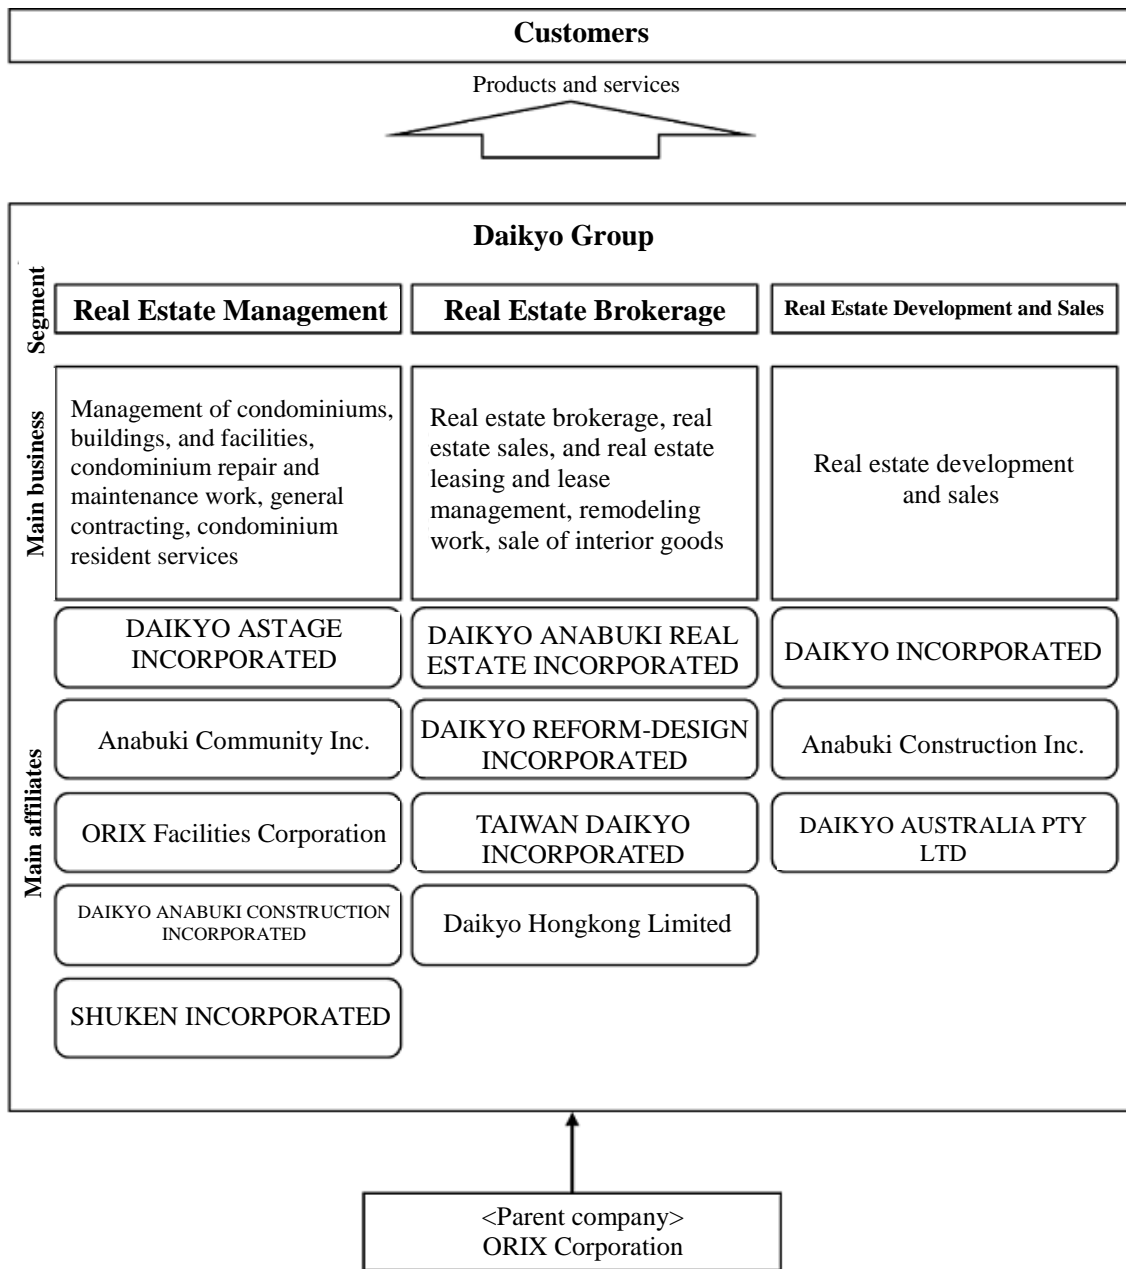 Customers
Products and services
Daikyo Group
Segment
Real Estate Management
Real Estate Brokerage
Real Estate Development and Sales
Main business
Management of condominiums,
buildings, and facilities,
condominium repair and
maintenance work, general
contracting, condominium
resident services
Real estate brokerage, real
estate sales, and real estate
leasing and lease
management, remodeling
work, sale of interior goods
Real estate development
and sales
Main affiliates
DAIKYO ASTAGE
INCORPORATED
Anabuki Community Inc.
ORIX Facilities Corporation
DAIKYO ANABUKI CONSTRUCTION
INCORPORATED
SHUKEN INCORPORATED
DAIKYO ANABUKI REAL
ESTATE INCORPORATED
DAIKYO REFORM-DESIGN
INCORPORATED
TAIWAN DAIKYO
INCORPORATED
Daikyo Hongkong Limited
DAIKYO INCORPORATED
Anabuki Construction Inc.
DAIKYO AUSTRALIA PTY
LTD
<Parent company>
ORIX Corporation